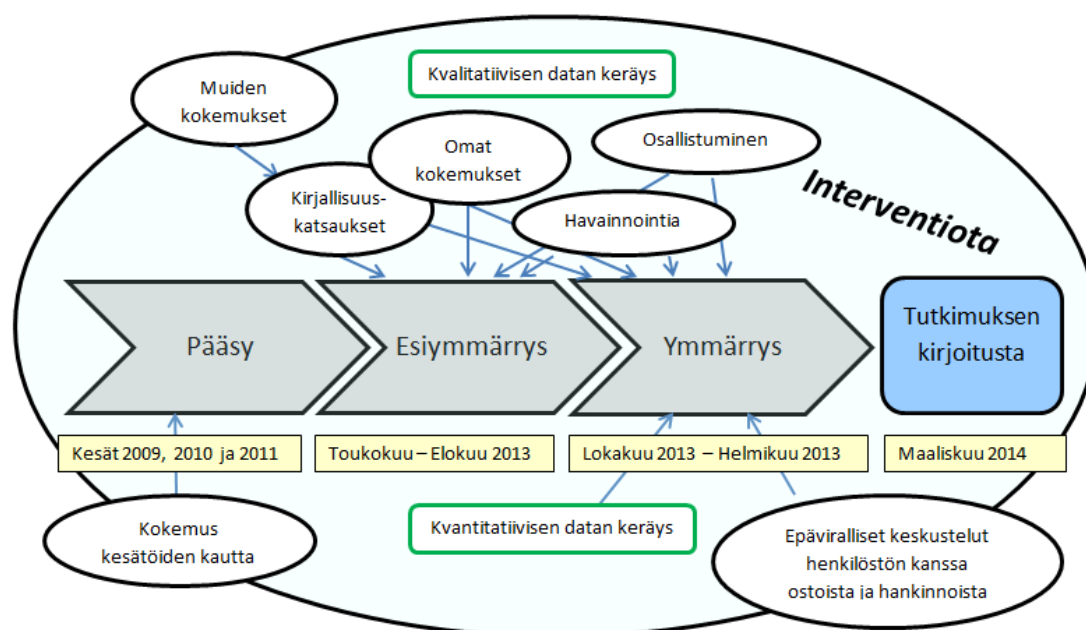 Kvalitatiivisen datan keräys
Muiden
kokemukset
Omat
kokemukset
Osallistuminen
Kirjallisuus-
katsaukset
Havainnointia
Interventiota
Pääsy
Esiymmärrys
Ymmärrys
Tutkimuksen
kirjoitusta
Kesät 2009, 2010 ja 2011
Toukokuu – Elokuu 2013
Lokakuu 2013 – Helmikuu 2013
Maaliskuu 2014
Kokemus
kesätöiden kautta
Kvantitatiivisen datan keräys
Epäviralliset keskustelut
henkilöstön kanssa
ostoista ja hankinnoista